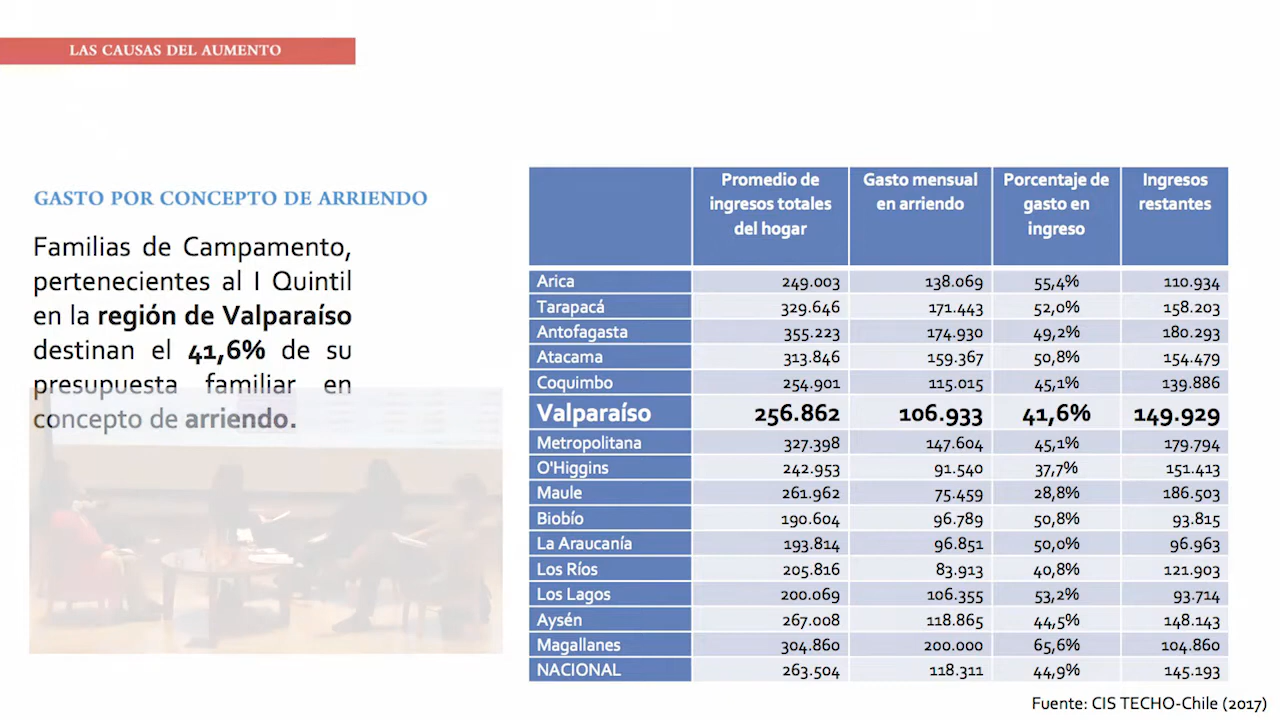 LAS CAUSAS DEL AUMENTO
GASTO POR CONCEPTO DE ARRIENDO
Familias de Campamento,
pertenecientes al I Quintil
en la región de Valparaíso
destinan el 41,6% de su
presupuesta familiar en
concepto de arriendo.
Promedio de ingresos totales del hogar Gasto mensual en arriendo Porcentaje de gasto en ingreso Ingresos restantes
Arica 249.003 138.069 55,4% 110.934
Tarapacá 329.646 171.443 52,0% 158.203
Antofagasta 355.223 174.930 49,2% 180.293
Atacama 313.846 159.367 50,8% 154.479
Coquimbo 254.901 115.015 45,1% 139.886
Valparaíso 256.862 106.933 41,6% 149.929
Metropolitana 327.398 147.604 45,1% 179.794
O'Higgins 242.953 91.540 37,7% 151.413
Maule 261.962 75.459 28,8% 186.503
Biobío 190.604 96.789 50,8% 93.815
La Araucanía 193.814 96.851 50,0% 96.963
Los Ríos 205.816 83.913 40,8% 121.903
Los Lagos 200.069 106.355 53,2% 93.714
Aysén 267.008 118.865 44,5% 148.143
Magallanes 304.860 200.000 65,6% 104.860
NACIONAL 263.504 118.311 44,9% 145.193
Fuente: CIS TECHO-Chile (2017)